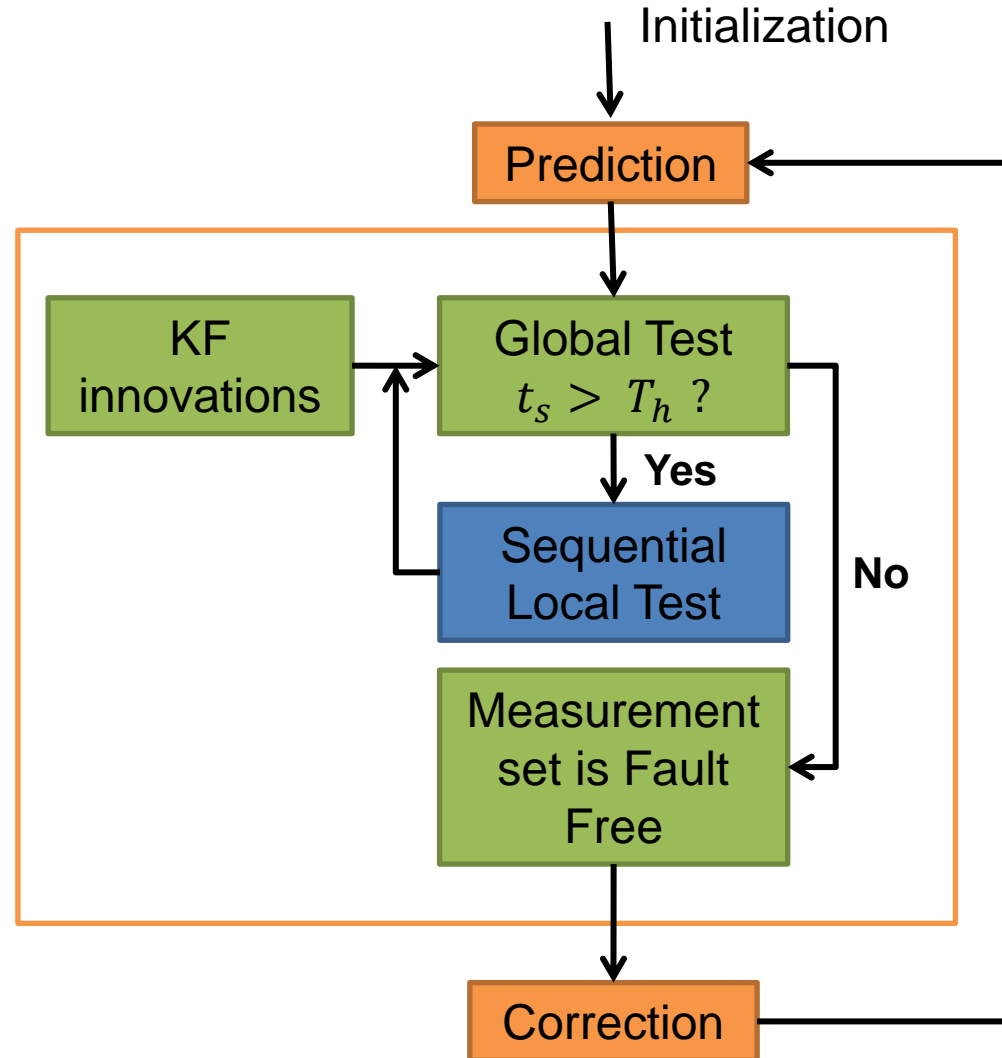 Initialization
Prediction
KF
innovations
Global Test
t_s > T_h ?
Yes
Sequential
Local Test
No
Measurement
set is Fault
Free
Correction